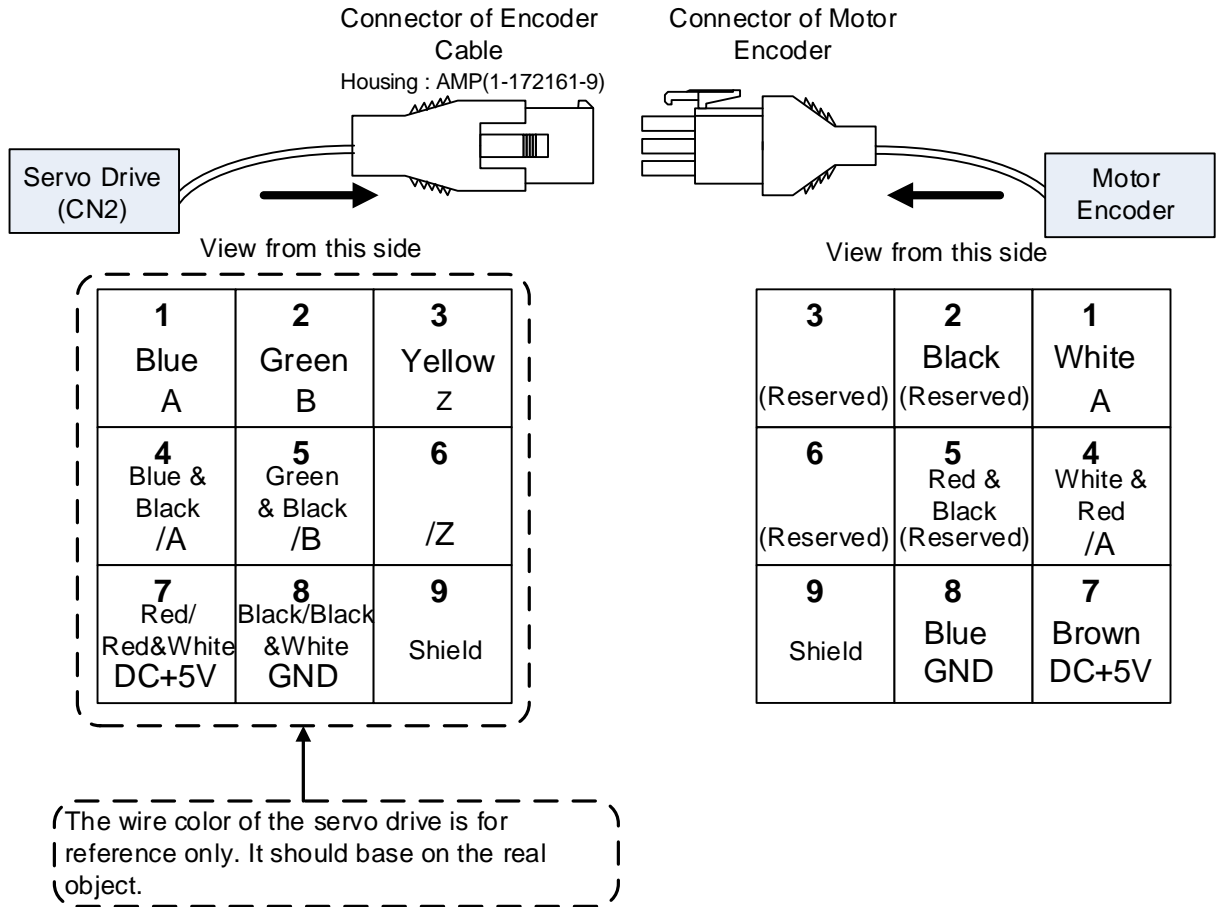 Connector of Encoder
Cable
Housing : AMP(1-172161-9)
Connector of Motor
Encoder
Servo Drive
(CN2)
Motor
Encoder
View from this side
View from this side
1
Blue
A
2
Green
B
3
Yellow
Z
4
Blue &
Black
/A
5
Green
& Black
/B
6
/Z
7
Red/
Red&White
DC+5V
8
Black/Black
&White
GND
9
Shield
3
(Reserved)
2
Black
(Reserved)
1
White
A
6
(Reserved)
5
Red &
Black
(Reserved)
4
White &
Red
/A
9
Shield
8
Blue
GND
7
Brown
DC+5V
The wire color of the servo drive is for
reference only. It should base on the real
object.